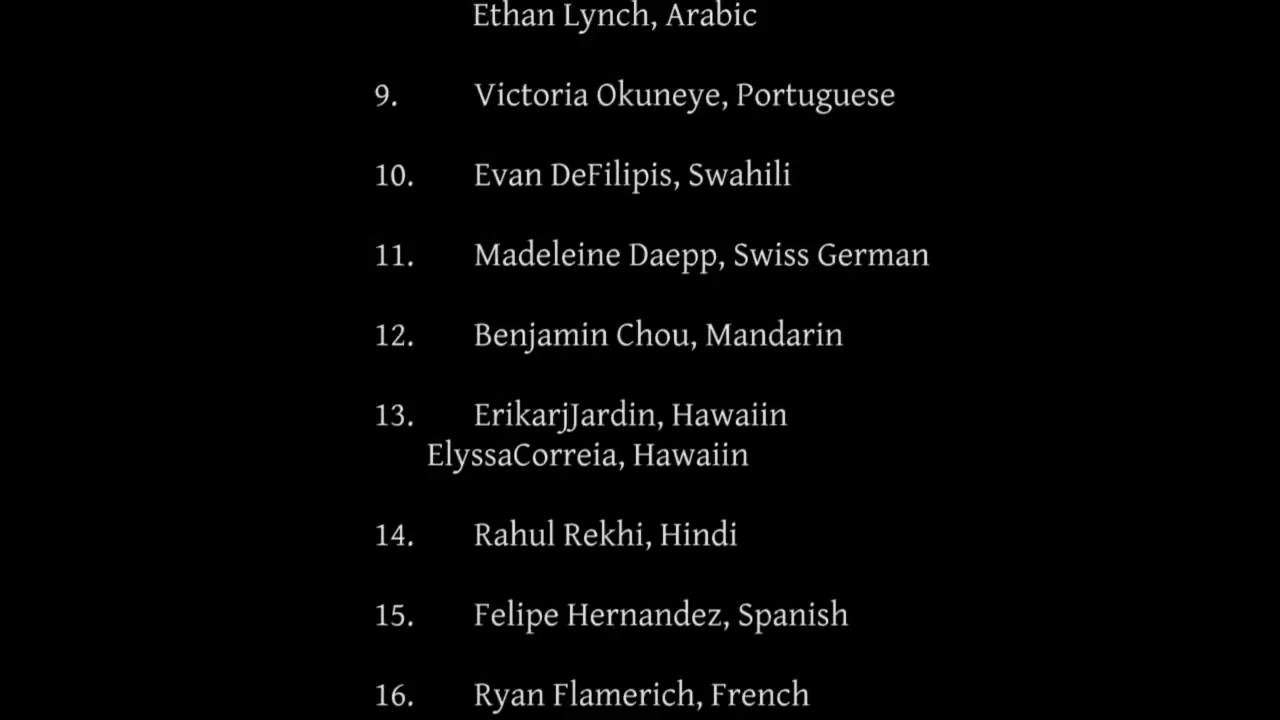 Ethan Lynch, Arabic
9. Victoria Okuneye, Portuguese
10. Evan DeFilipis, Swahili
11. Madeleine Daepp, Swiss German
12. Benjamin Chou, Mandarin
13. ErikarjJardin, Hawaiin
ElyssaCorreia, Hawaiin
14. Rahul Rekhi, Hindi
15. Felipe Hernandez, Spanish
16. Ryan Flamerich, French